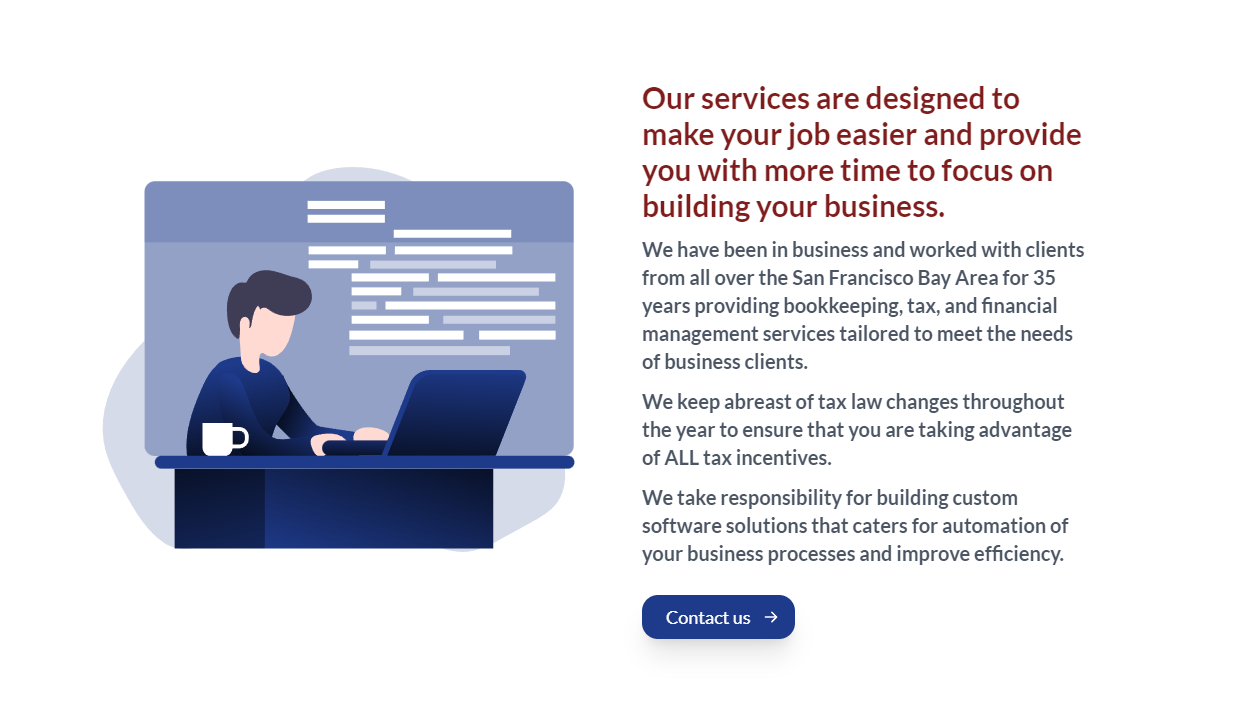 Our services are designed to
make your job easier and provide
you with more time to focus on
building your business.
We have been in business and worked with clients
from all over the San Francisco Bay Area for 35
years providing bookkeeping, tax, and financial
management services tailored to meet the needs
of business clients.
We keep abreast of tax law changes throughout
the year to ensure that you are taking advantage
of ALL tax incentives.
We take responsibility for building custom
software solutions that caters for automation of
your business processes and improve efficiency.
Contact us →